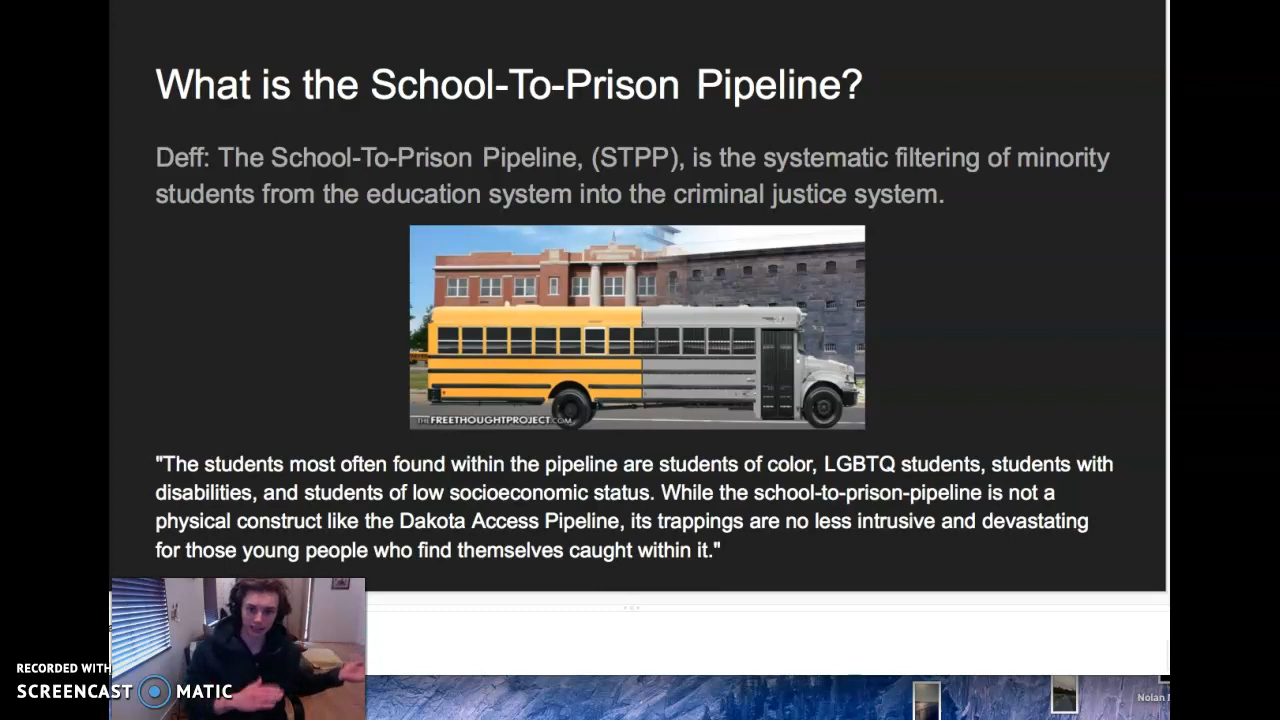 What is the School-To-Prison Pipeline?
Deff: The School-To-Prison Pipeline, (STPP), is the systematic filtering of minority
students from the education system into the criminal justice system.
THEFREETHOUGHTPROJECT.COM
"The students most often found within the pipeline are students of color, LGBTQ students, students with
disabilities, and students of low socioeconomic status. While the school-to-prison-pipeline is not a
physical construct like the Dakota Access Pipeline, its trappings are no less intrusive and devastating
for those young people who find themselves caught within it."
RECORDED WITH
SCREENCAST MATIC
Nolan